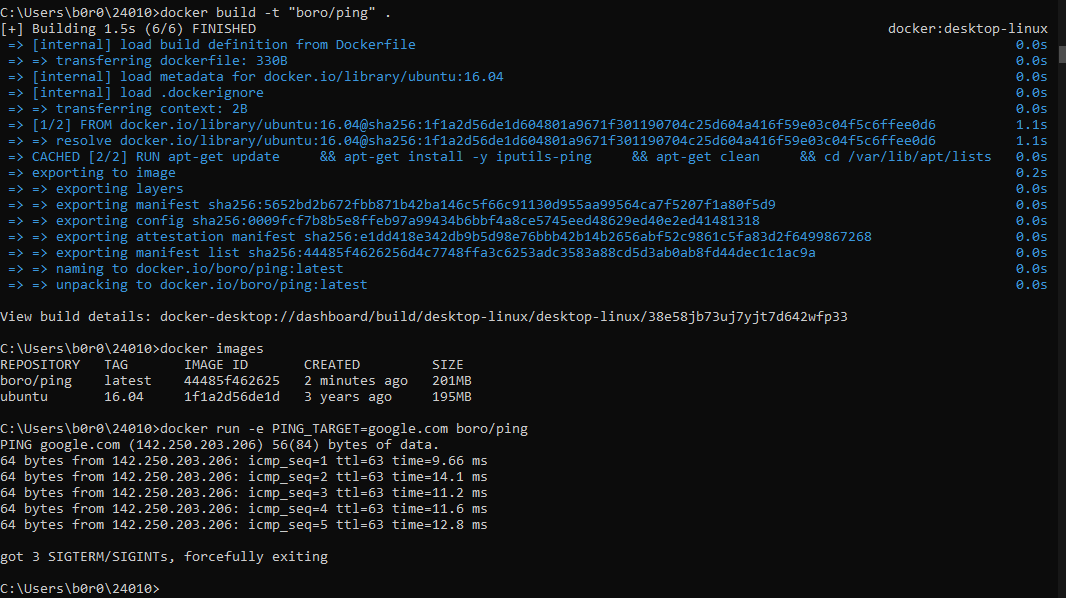 C:\Users\b0r0\24010>docker build -t "boro/ping" .
[+] Building 1.5s (6/6) FINISHED docker:desktop-linux
=> [internal] load build definition from Dockerfile 0.0s
=> => transferring dockerfile: 330B 0.0s
=> [internal] load metadata for docker.io/library/ubuntu:16.04 0.0s
=> [internal] load .dockerignore 0.0s
=> => transferring context: 2B 0.0s
=> [1/2] FROM docker.io/library/ubuntu:16.04@sha256:1f1a2d56de1d604801a9671f301190704c25d604a416f59e03c04f5c6ffee0d6 1.1s
=> => resolve docker.io/library/ubuntu:16.04@sha256:1f1a2d56de1d604801a9671f301190704c25d604a416f59e03c04f5c6ffee0d6 1.1s
=> CACHED [2/2] RUN apt-get update     && apt-get install -y iputils-ping     && apt-get clean     && cd /var/lib/apt/lists 0.0s
=> exporting to image 0.2s
=> => exporting layers 0.0s
=> => exporting manifest sha256:5652bd2b672fbb871b42ba146c5f66c91130d955aa99564ca7f5207f1a80f5d9 0.0s
=> => exporting config sha256:0009fcf7b8b5e8ffeb97a99434b6bbf4a8ce5745eed48629ed40e2ed41481318 0.0s
=> => exporting attestation manifest sha256:e1dd418e342db9b5d98e76bbb42b14b2656abf52c9861c5fa83d2f6499867268 0.0s
=> => exporting manifest list sha256:44485f4626256d4c7748ffa3c6253adc3583a88cd5d3ab0ab8fd44dec1c1ac9a 0.0s
=> => naming to docker.io/boro/ping:latest 0.0s
=> => unpacking to docker.io/boro/ping:latest 0.0s
View build details: docker-desktop://dashboard/build/desktop-linux/desktop-linux/38e58jb73uj7yjt7d642wfp33
C:\Users\b0r0\24010>docker images
REPOSITORY   TAG       IMAGE ID       CREATED         SIZE
boro/ping    latest    44485f462625   2 minutes ago   201MB
ubuntu       16.04     1f1a2d56de1d   3 years ago     195MB
C:\Users\b0r0\24010>docker run -e PING_TARGET=google.com boro/ping
PING google.com (142.250.203.206) 56(84) bytes of data.
64 bytes from 142.250.203.206: icmp_seq=1 ttl=63 time=9.66 ms
64 bytes from 142.250.203.206: icmp_seq=2 ttl=63 time=14.1 ms
64 bytes from 142.250.203.206: icmp_seq=3 ttl=63 time=11.2 ms
64 bytes from 142.250.203.206: icmp_seq=4 ttl=63 time=11.6 ms
64 bytes from 142.250.203.206: icmp_seq=5 ttl=63 time=12.8 ms
got 3 SIGTERM/SIGINTs, forcefully exiting
C:\Users\b0r0\24010>